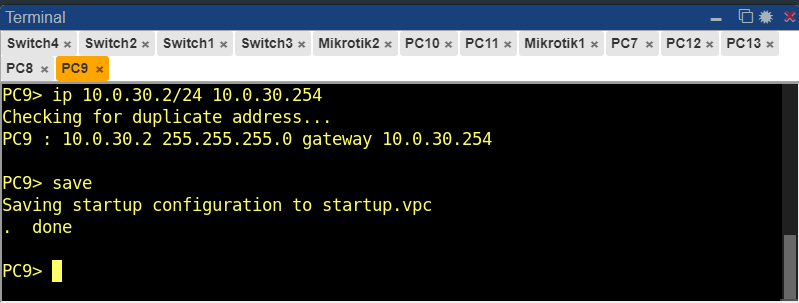 Terminal
Switch4 × Switch2 × Switch1 × Switch3 × Mikrotik2 × PC10 × PC11 × Mikrotik1 × PC7 × PC12 × PC13 ×
PC8 × PC9 ×
PC9> ip 10.0.30.2/24 10.0.30.254
Checking for duplicate address...
PC9 : 10.0.30.2 255.255.255.0 gateway 10.0.30.254
PC9> save
Saving startup configuration to startup.vpc
.  done
PC9>